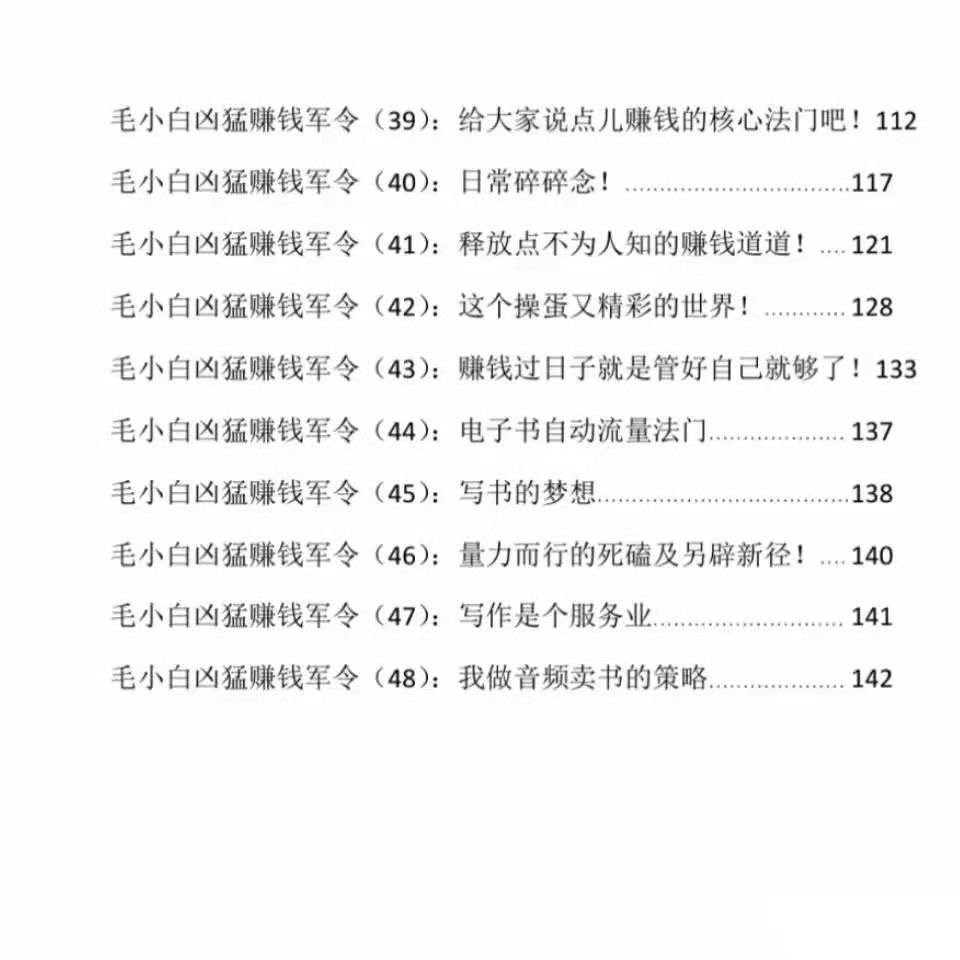 毛小白凶猛赚钱军令（39）：给大家说点儿赚钱的核心法门吧！112
毛小白凶猛赚钱军令（40）：日常碎碎念！................................117
毛小白凶猛赚钱军令（41）：释放点不为人知的赚钱道道！....121
毛小白凶猛赚钱军令（42）：这个操蛋又精彩的世界！............128
毛小白凶猛赚钱军令（43）：赚钱过日子就是管好自己就够了！133
毛小白凶猛赚钱军令（44）：电子书自动流量法门....................137
毛小白凶猛赚钱军令（45）：写书的梦想....................................138
毛小白凶猛赚钱军令（46）：量力而行的死磕及另辟新径！....140
毛小白凶猛赚钱军令（47）：写作是个服务业............................141
毛小白凶猛赚钱军令（48）：我做音频卖书的策略....................142